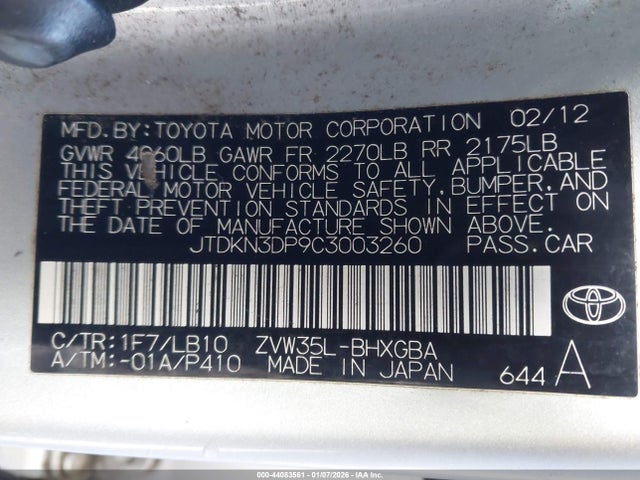 MFD.BY:TOYOTA MOTOR CORPORATION 02/12
GVWR 4060LB GAWR FR 2270LB RR 2175LB
THIS VEHICLE CONFORMS TO ALL APPLICABLE
FEDERAL MOTOR VEHICLE SAFETY, BUMPER, AND
THEFT PREVENTION STANDARDS IN EFFECT ON
THE DATE OF MANUFACTURE SHOWN ABOVE.
JTDKN3DP9C3003260 PASS.CAR
C/TR:1F7/LB10 ZVW35L-BHXGBA
A/TM:-01A/P410 MADE IN JAPAN 644 A
000-44083561 - 01/07/2026 - IAA Inc.